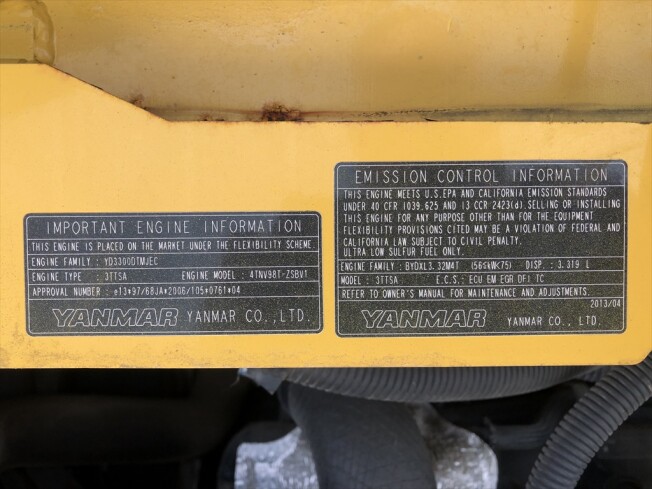 IMPORTANT ENGINE INFORMATION
THIS ENGINE IS PLACED ON THE MARKET UNDER THE FLEXIBILITY SCHEME.
ENGINE FAMILY : YD3300DTMJEC
ENGINE TYPE : 3TTSA ENGINE MODEL : 4TNV98T-ZSBV1
APPROVAL NUMBER : e13*97/68JA*2006/105*0761*04
YANMAR YANMAR CO., LTD.
EMISSION CONTROL INFORMATION
THIS ENGINE MEETS U.S.EPA AND CALIFORNIA EMISSION STANDARDS
UNDER 40 CFR 1039.625 AND 13 CCR 2423(d). SELLING OR INSTALLING
THIS ENGINE FOR ANY PURPOSE OTHER THAN FOR THE EQUIPMENT
FLEXIBILITY PROVISIONS CITED MAY BE A VIOLATION OF FEDERAL AND
CALIFORNIA LAW SUBJECT TO CIVIL PENALTY.
ULTRA LOW SULFUR FUEL ONLY.
ENGINE FAMILY : BYDXL3.32M4T (56≤kW<75) DISP. : 3.319 L
MODEL : 3TTSA E.C.S.: ECU EM EGR DFI TC
REFER TO OWNER'S MANUAL FOR MAINTENANCE AND ADJUSTMENTS.
2013/04
YANMAR YANMAR CO., LTD.